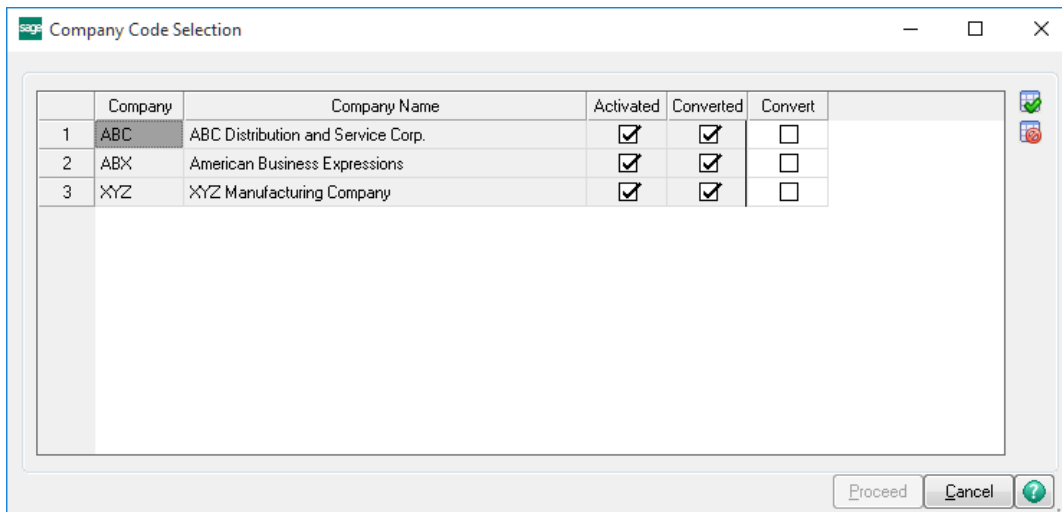 sage Company Code Selection
Company Company Name Activated Converted Convert
1 ABC ABC Distribution and Service Corp.
2 ABX American Business Expressions
3 XYZ XYZ Manufacturing Company
Proceed Cancel ?